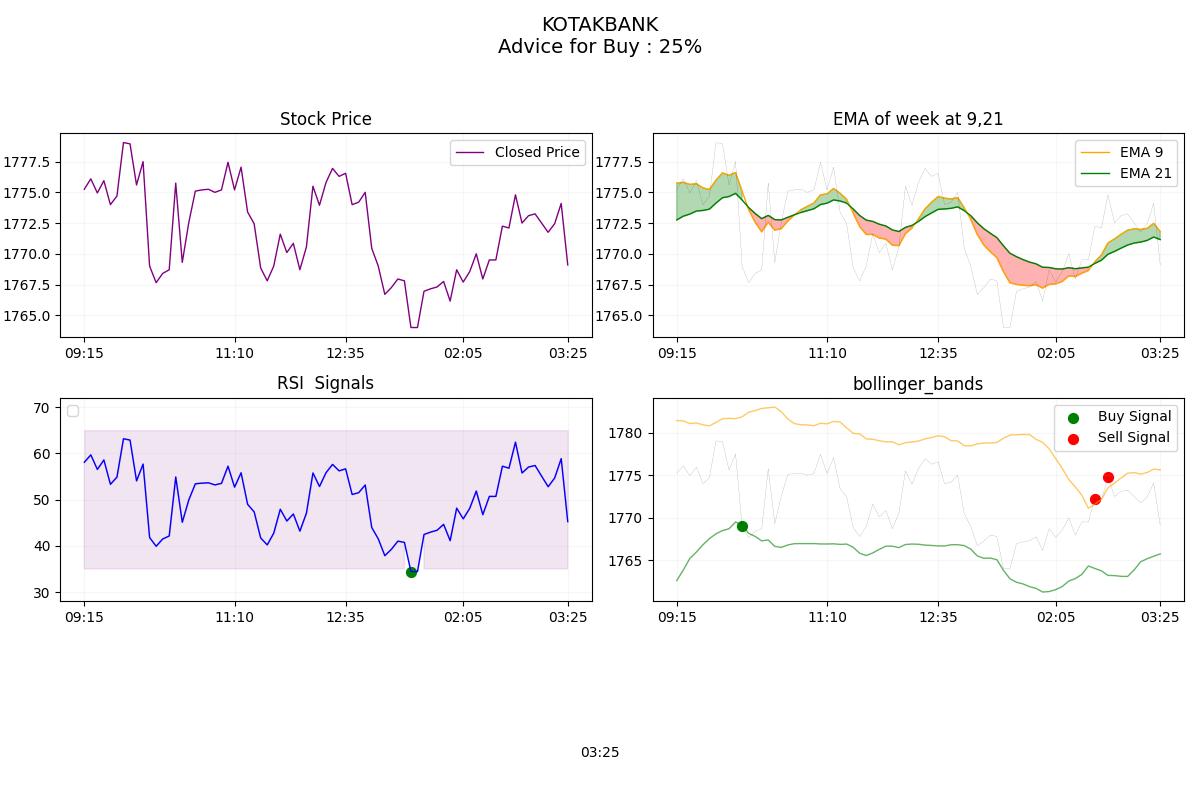 KOTAKBANK
Advice for Buy : 25%
Stock Price
Closed Price
1777.5
1775.0
1772.5
1770.0
1767.5
1765.0
09:15 11:10 12:35 02:05 03:25
EMA of week at 9,21
EMA 9
EMA 21
1777.5
1775.0
1772.5
1770.0
1767.5
1765.0
09:15 11:10 12:35 02:05 03:25
RSI  Signals
70
60
50
40
30
09:15 11:10 12:35 02:05 03:25
bollinger_bands
Buy Signal
Sell Signal
1780
1775
1770
1765
09:15 11:10 12:35 02:05 03:25
03:25